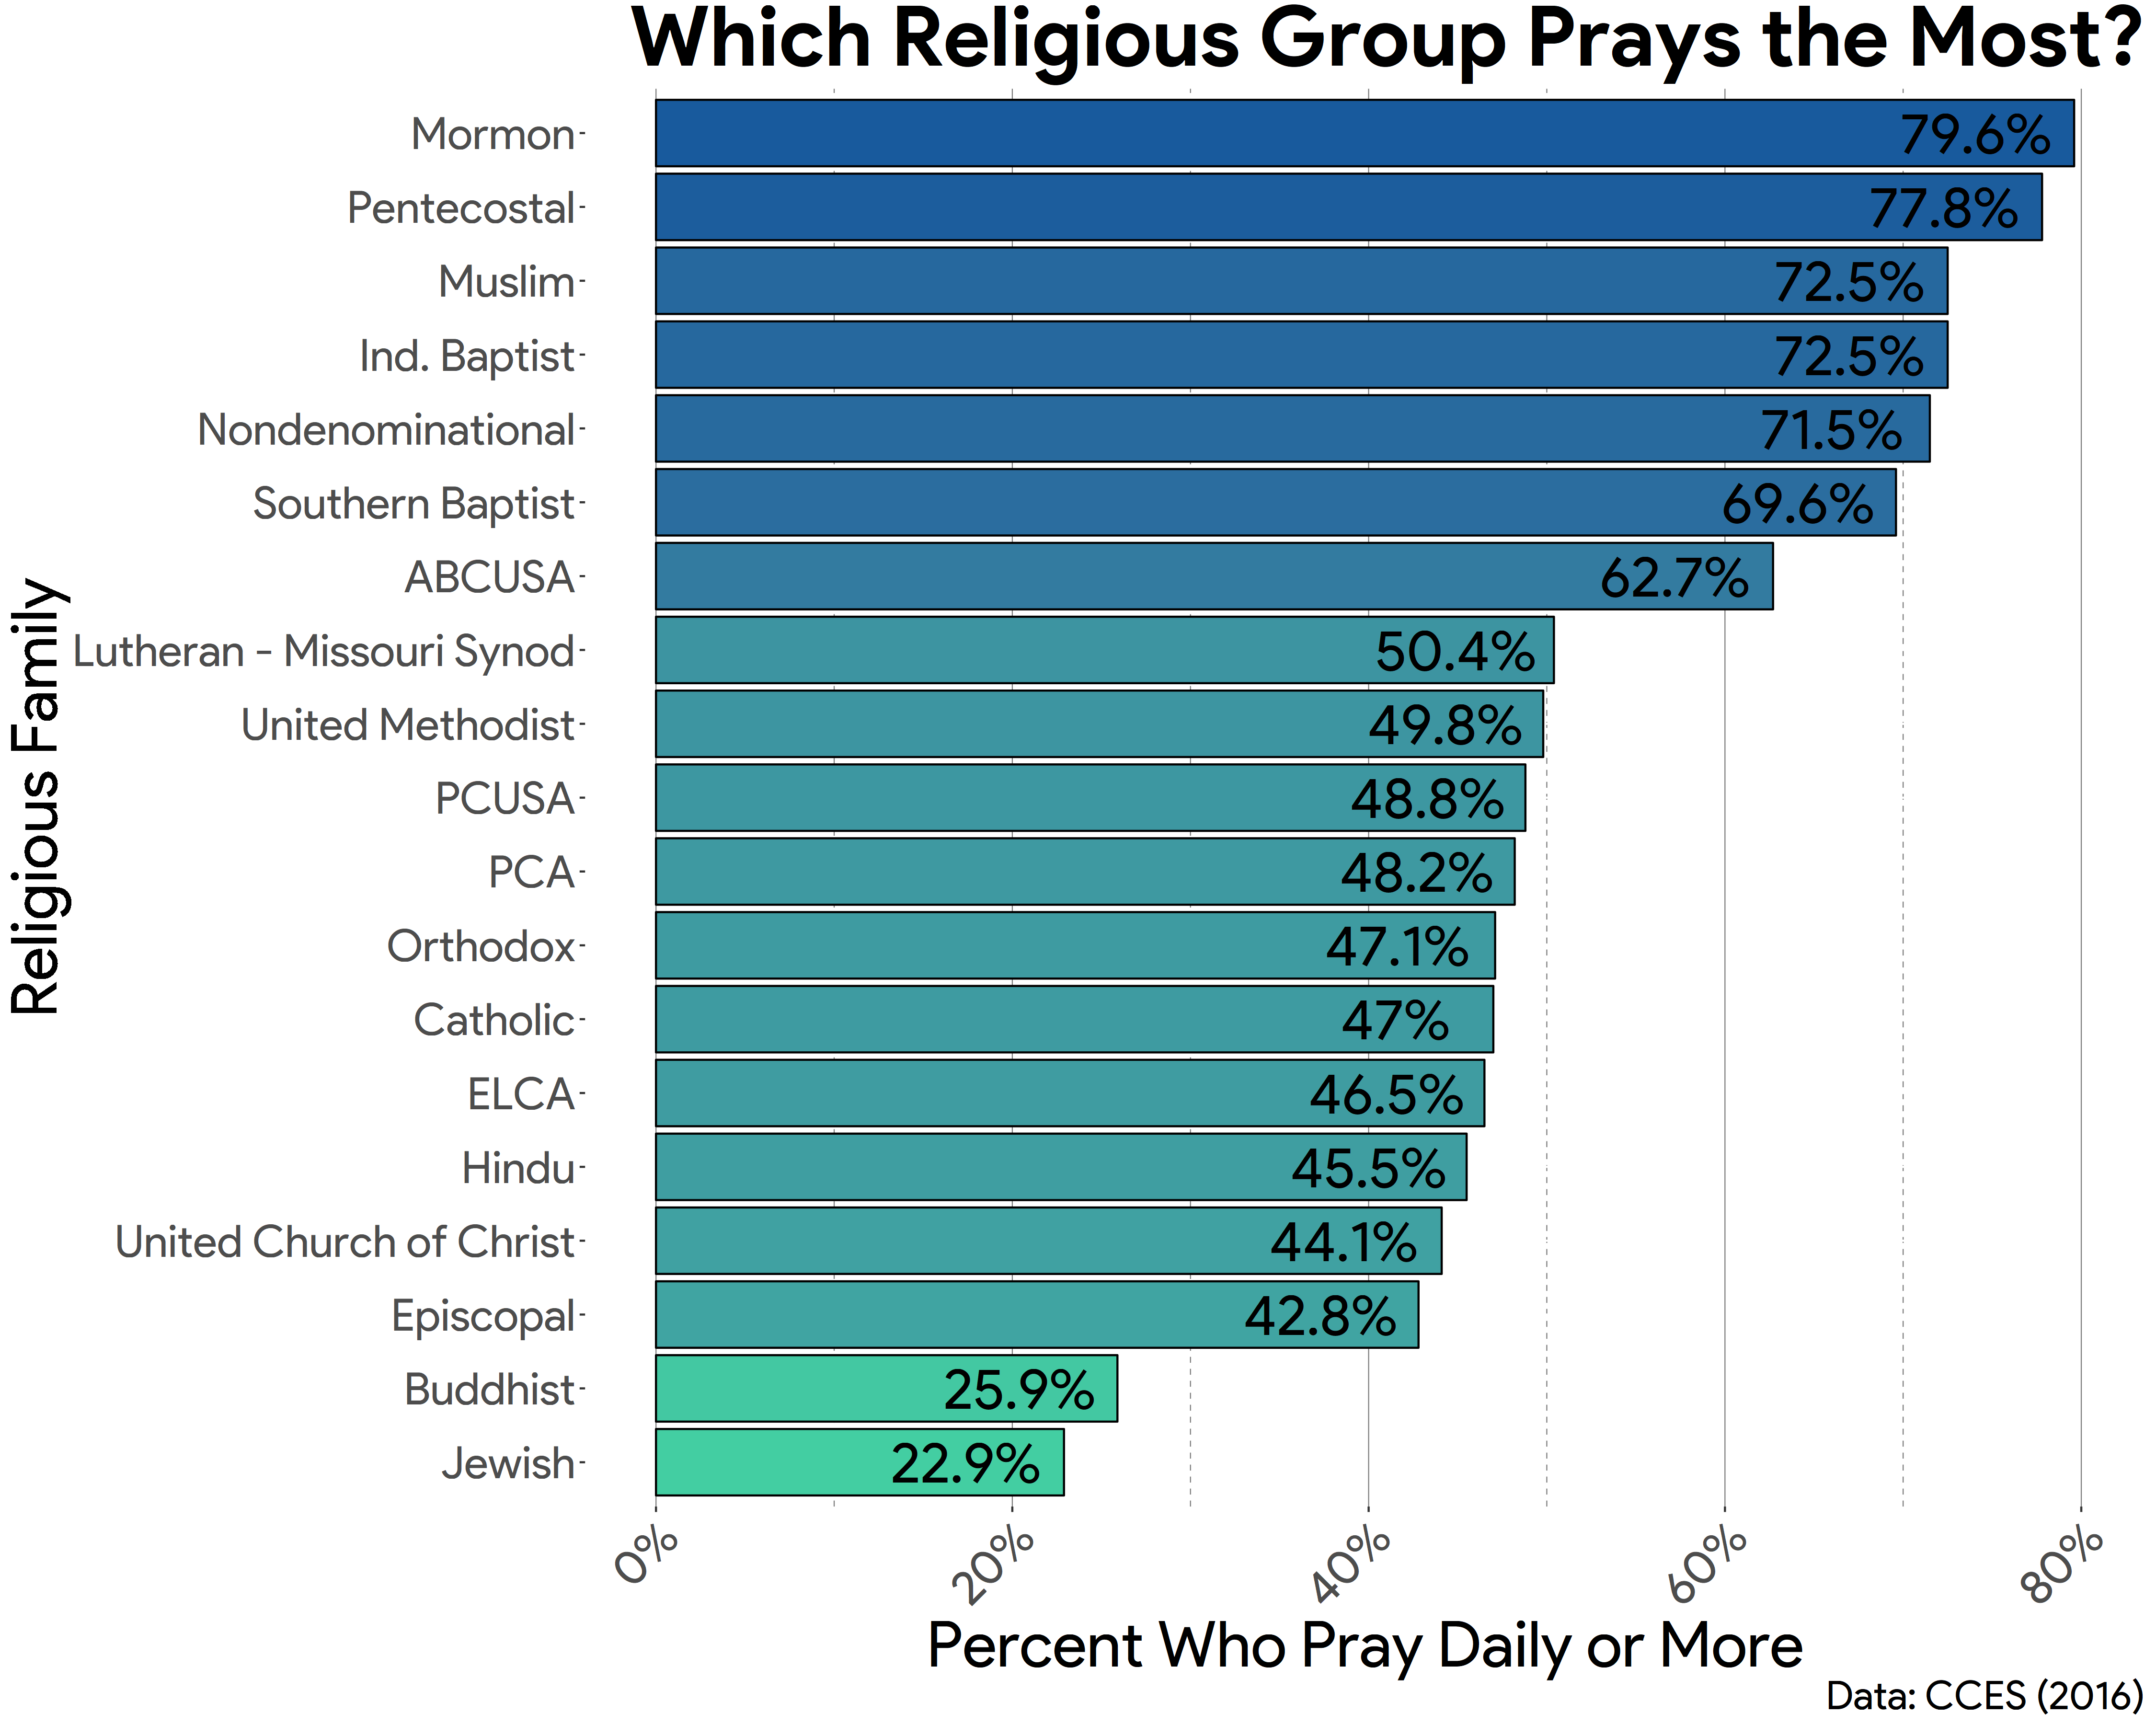 Which Religious Group Prays the Most?
Religious Family
Mormon 79.6%
Pentecostal 77.8%
Muslim 72.5%
Ind. Baptist 72.5%
Nondenominational 71.5%
Southern Baptist 69.6%
ABCUSA 62.7%
Lutheran - Missouri Synod 50.4%
United Methodist 49.8%
PCUSA 48.8%
PCA 48.2%
Orthodox 47.1%
Catholic 47%
ELCA 46.5%
Hindu 45.5%
United Church of Christ 44.1%
Episcopal 42.8%
Buddhist 25.9%
Jewish 22.9%
0% 20% 40% 60% 80%
Percent Who Pray Daily or More
Data: CCES (2016)